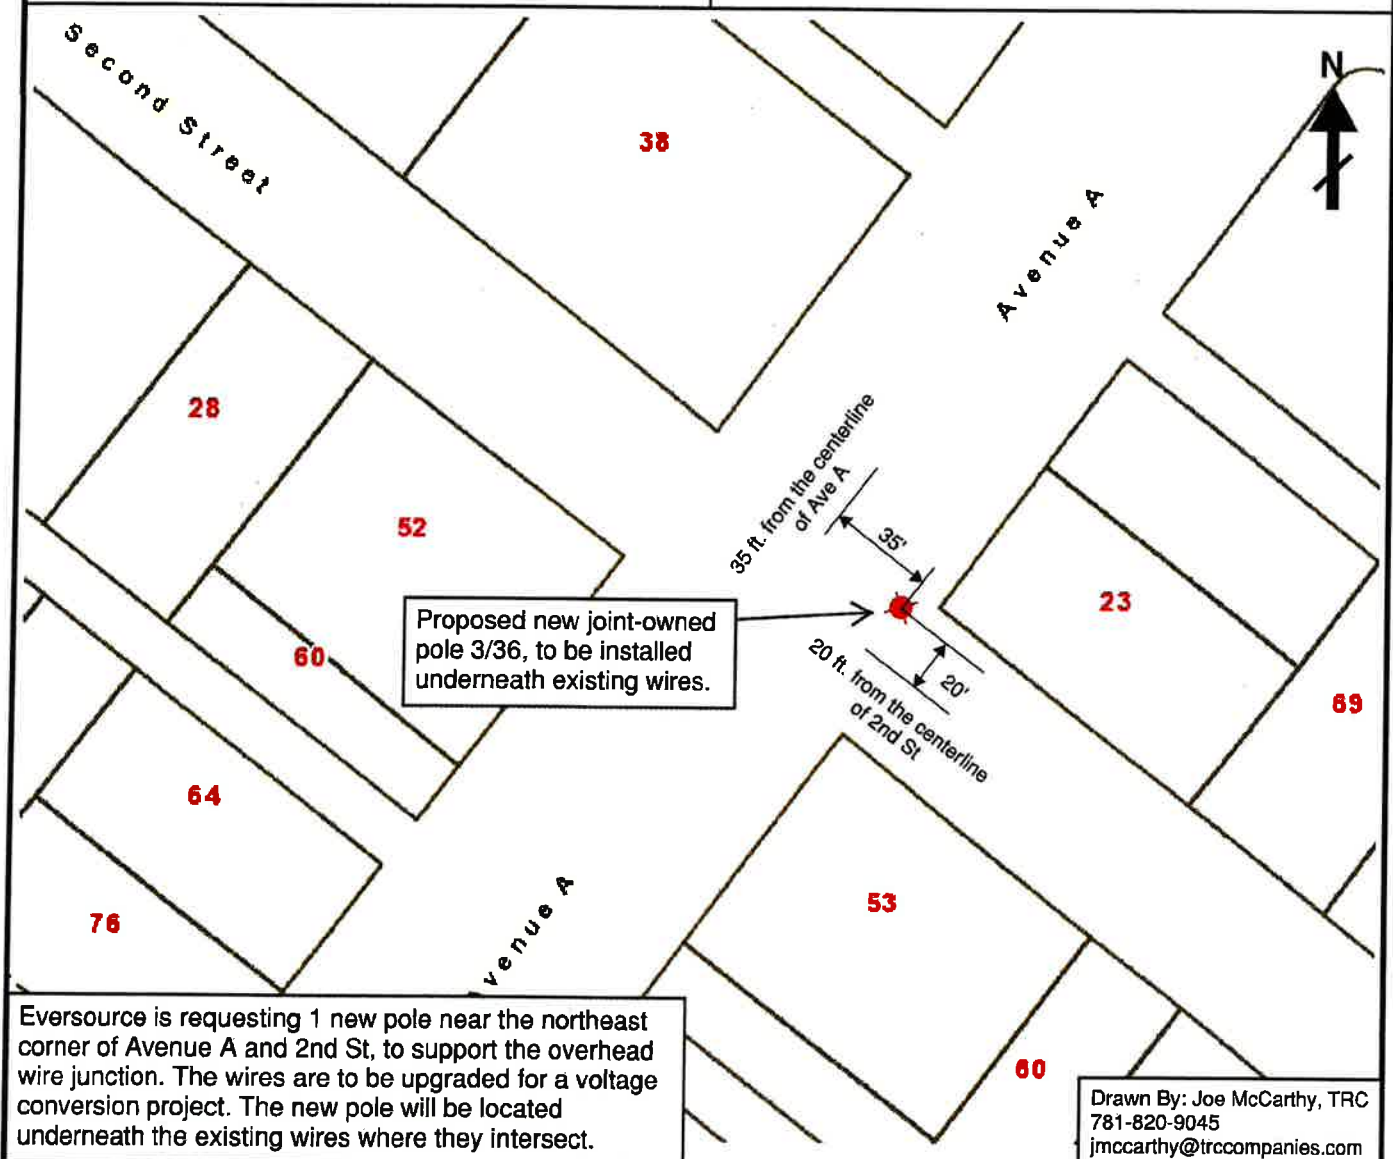 Second Street
N
38
Avenue A
28
35 ft. from the centerline
of Ave A
52
35'
Proposed new joint-owned
pole 3/36, to be installed
underneath existing wires.
23
60
20'
20 ft. from the centerline
of 2nd St
69
64
53
76
venue A
60
Eversource is requesting 1 new pole near the northeast
corner of Avenue A and 2nd St, to support the overhead
wire junction. The wires are to be upgraded for a voltage
conversion project. The new pole will be located
underneath the existing wires where they intersect.
Drawn By: Joe McCarthy, TRC
781-820-9045
jmccarthy@trccompanies.com